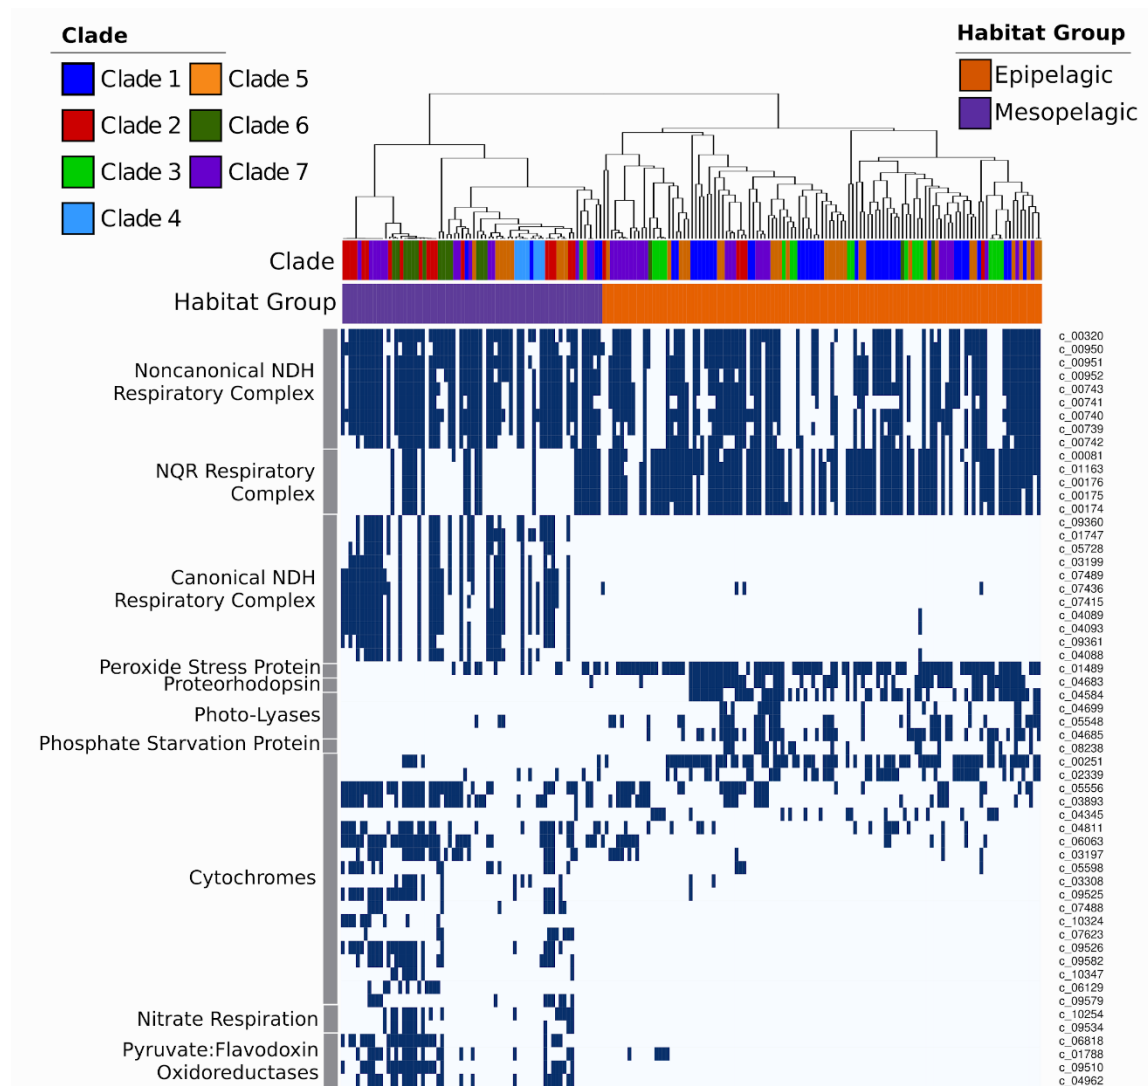 Clade
Clade 1
Clade 5
Clade 2
Clade 6
Clade 3
Clade 7
Clade 4
Habitat Group
Epipelagic
Mesopelagic
Clade
Habitat Group
Noncanonical NDH
Respiratory Complex
NQR Respiratory
Complex
Canonical NDH
Respiratory Complex
Peroxide Stress Protein
Proteorhodopsin
Photo-Lyases
Phosphate Starvation Protein
Cytochromes
Nitrate Respiration
Pyruvate:Flavodoxin
Oxidoreductases
c_00320
c_00950
c_00951
c_00952
c_00743
c_00741
c_00740
c_00739
c_00742
c_00081
c_01163
c_00176
c_00175
c_00174
c_09360
c_01747
c_05728
c_03199
c_07489
c_07436
c_07415
c_04089
c_04093
c_09361
c_04088
c_01489
c_04683
c_04584
c_04699
c_05548
c_04685
c_08238
c_00251
c_02339
c_05556
c_03893
c_04345
c_04811
c_06063
c_03197
c_05598
c_03308
c_09525
c_07488
c_10324
c_07623
c_09526
c_09582
c_10347
c_06129
c_09579
c_10254
c_09534
c_06818
c_01788
c_09510
c_04962